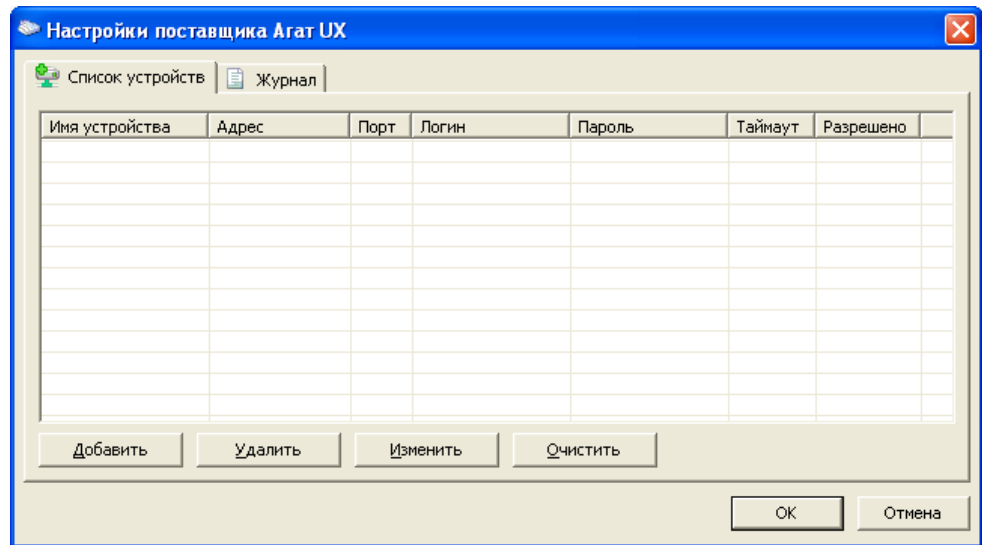 Настройки поставщика Агат UX
Список устройств Журнал
Имя устройства Адрес Порт Логин Пароль Таймаут Разрешено
Добавить Удалить Изменить Очистить
OK Отмена